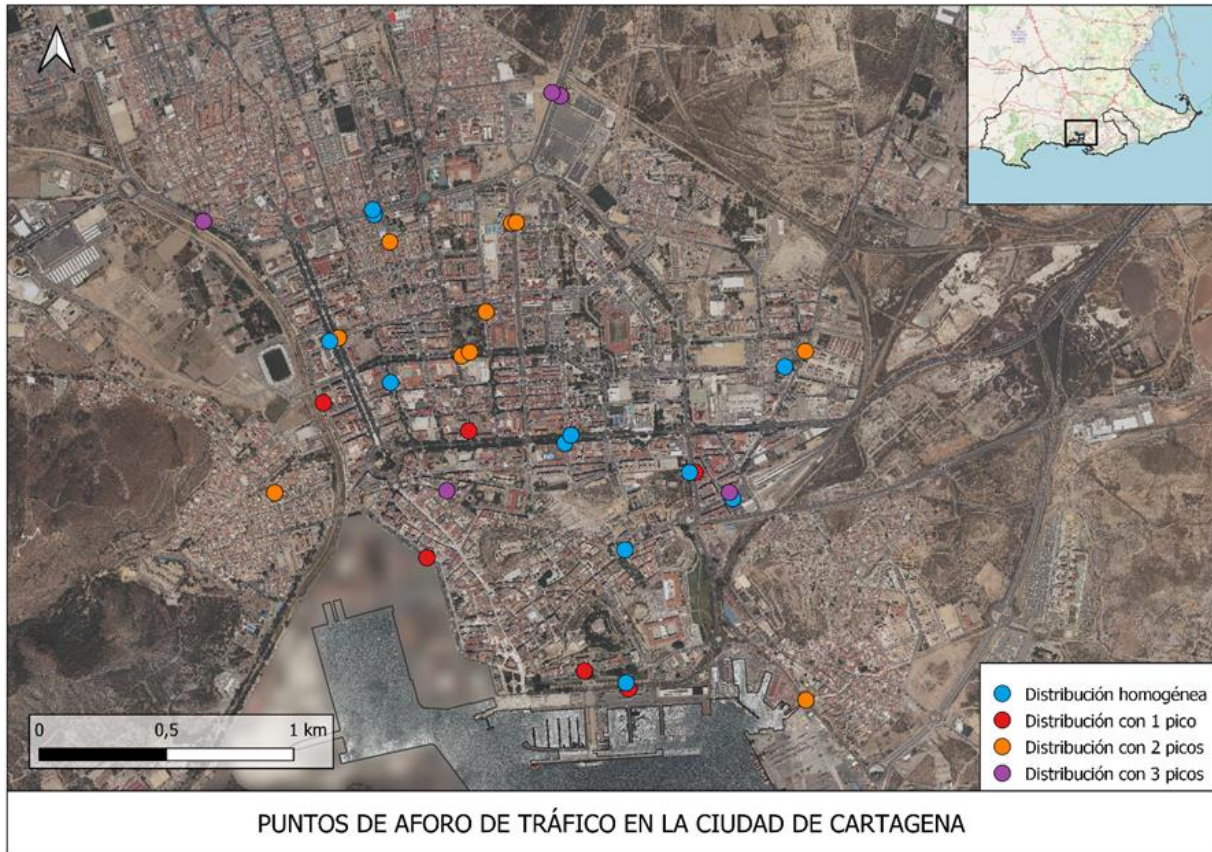 0
0,5
1 km
Distribución homogénea
Distribución con 1 pico
Distribución con 2 picos
Distribución con 3 picos
PUNTOS DE AFORO DE TRÁFICO EN LA CIUDAD DE CARTAGENA